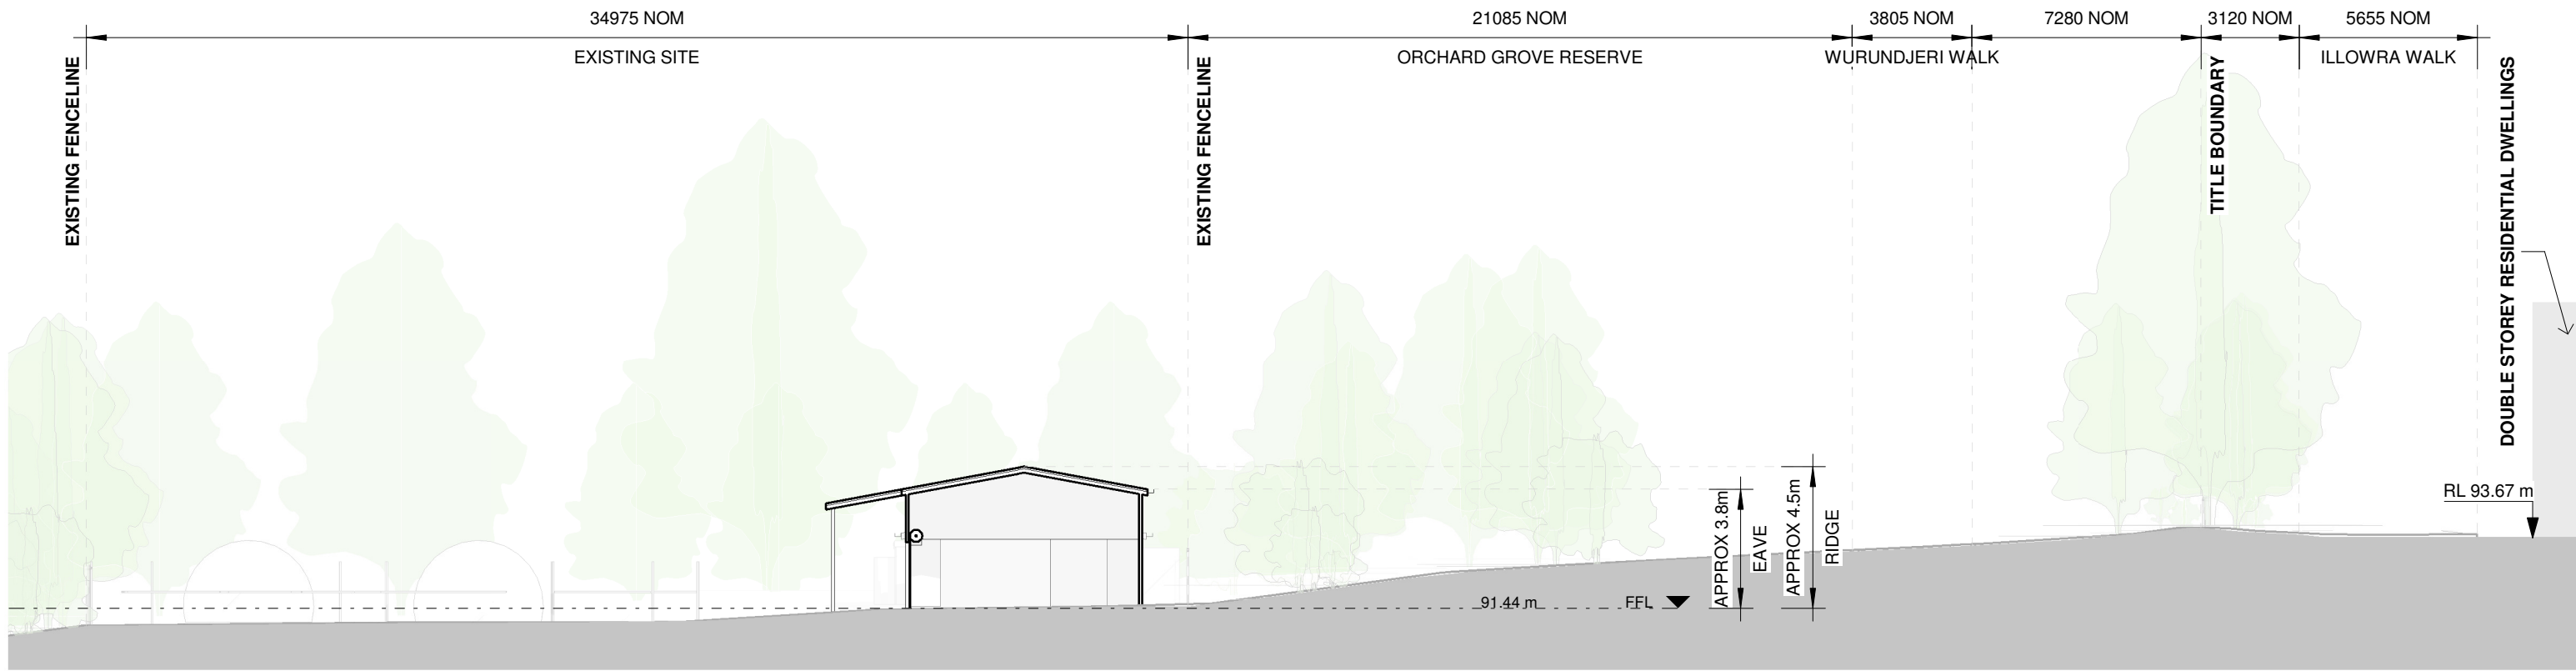 34975 NOM
21085 NOM
3805 NOM
7280 NOM
3120 NOM
5655 NOM
EXISTING SITE
ORCHARD GROVE RESERVE
WURUNDJERI WALK
ILLOWRA WALK
EXISTING FENCELINE
EXISTING FENCELINE
TITLE BOUNDARY
DOUBLE STOREY RESIDENTIAL DWELLINGS
RL 93.67 m
APPROX 3.8m
EAVE
APPROX 4.5m
RIDGE
91.44 m
FFL